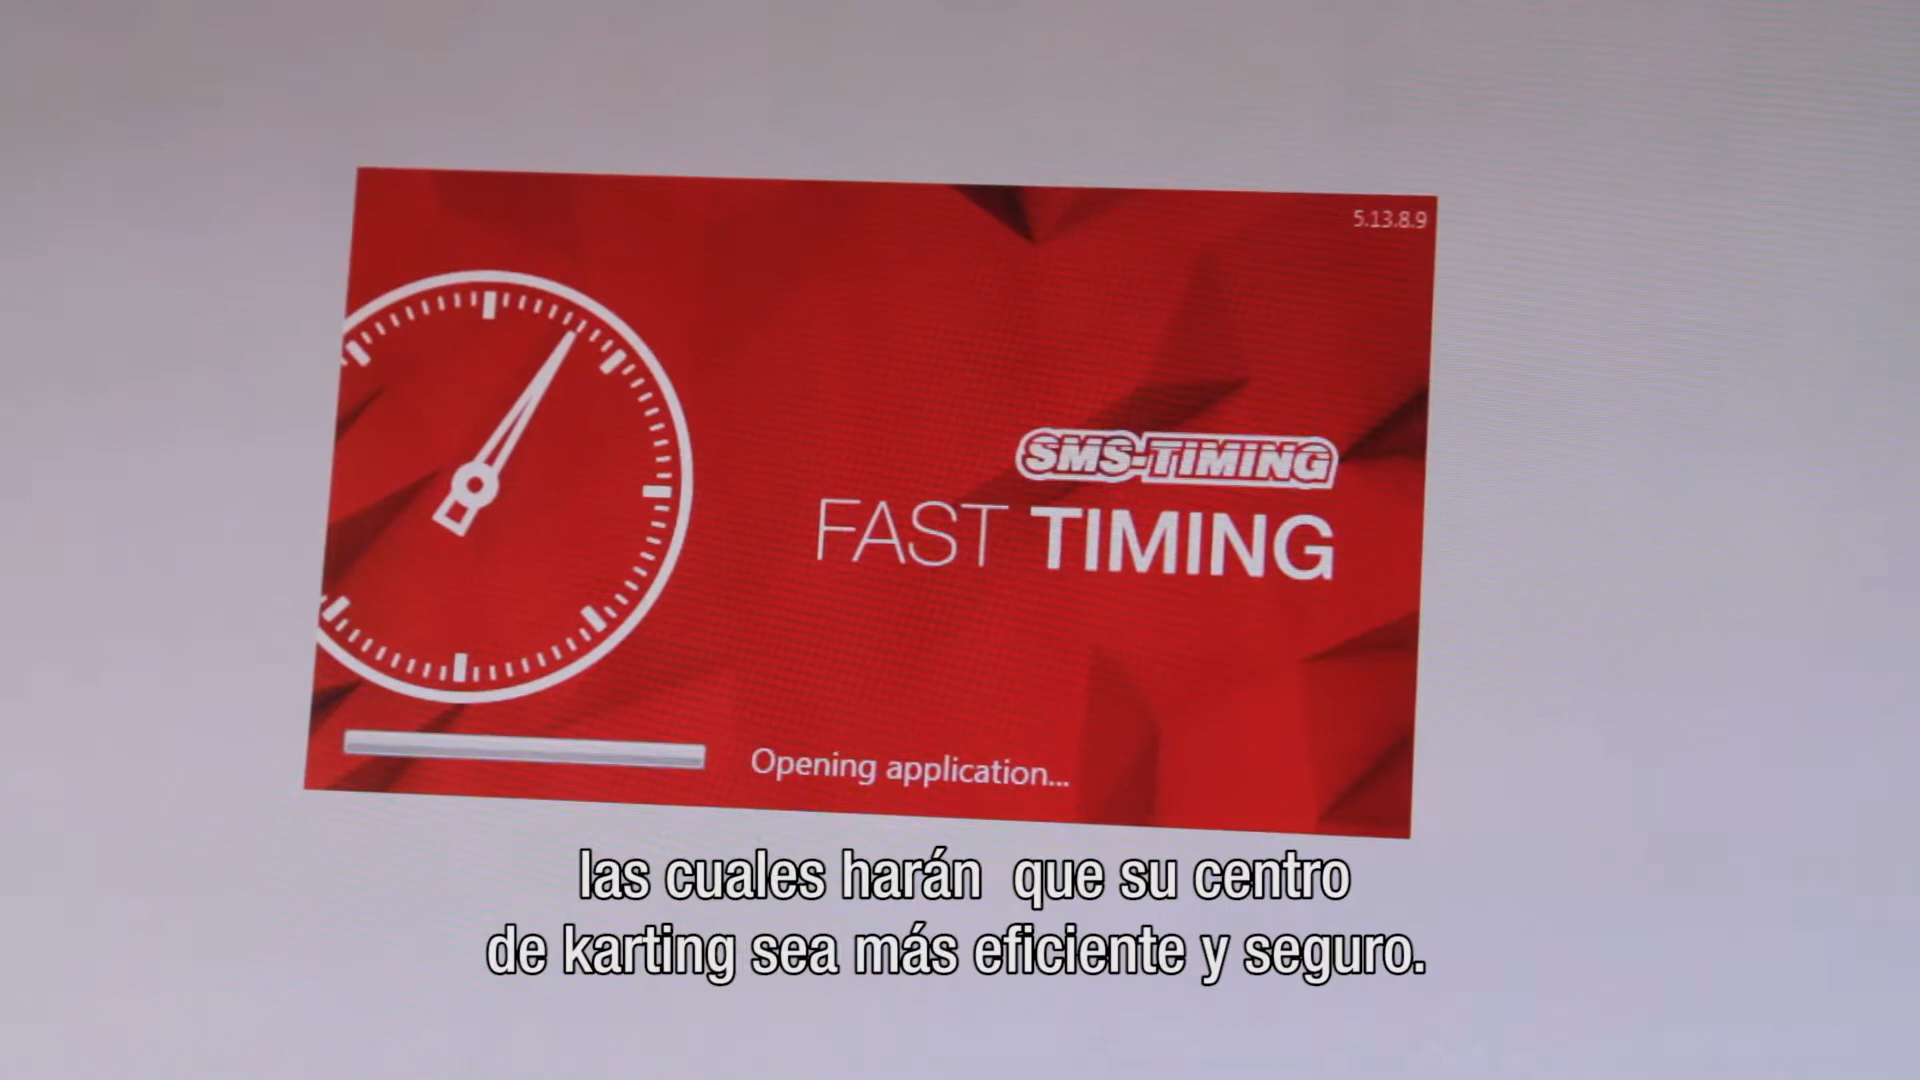 5.13.8.9
SMS-TIMING
FAST TIMING
Opening application...
las cuales harán  que su centro
de karting sea más eficiente y seguro.